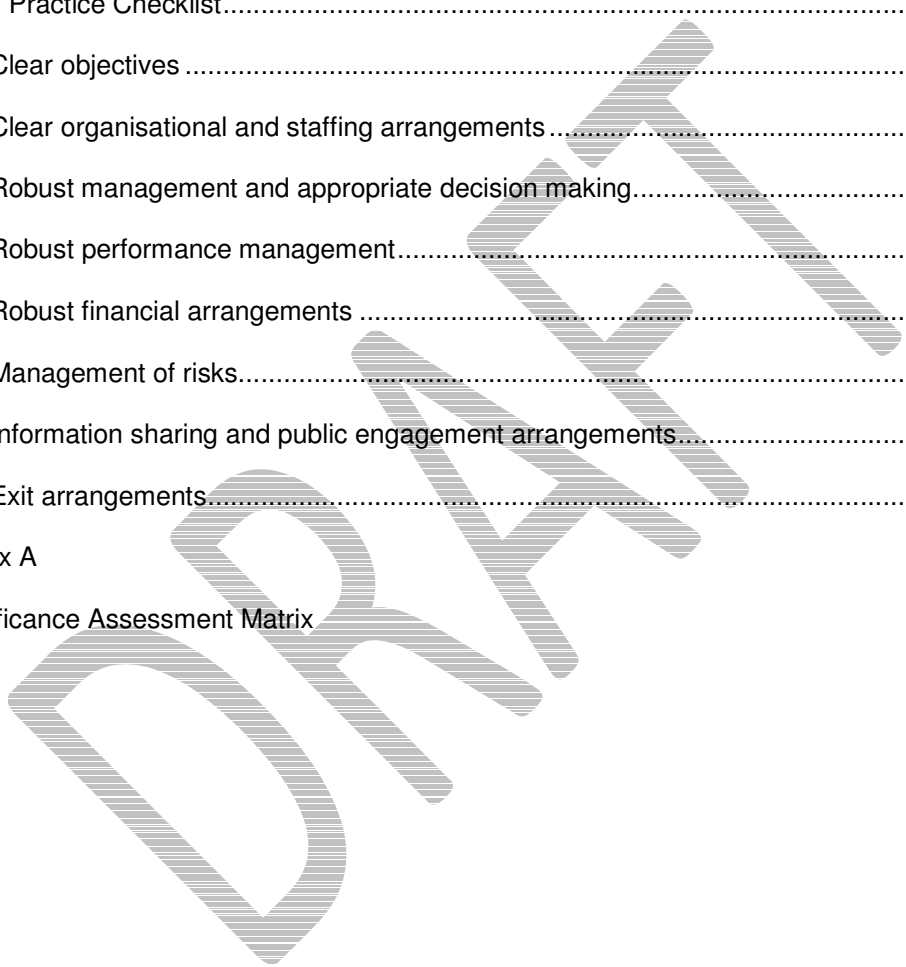 Practice Checklist
Clear objectives
Clear organisational and staffing arrangements
Robust management and appropriate decision making
Robust performance management
Robust financial arrangements
Management of risks
nformation sharing and public engagement arrangements
Exit arrangements
x A
ficance Assessment Matrix
DRAFT